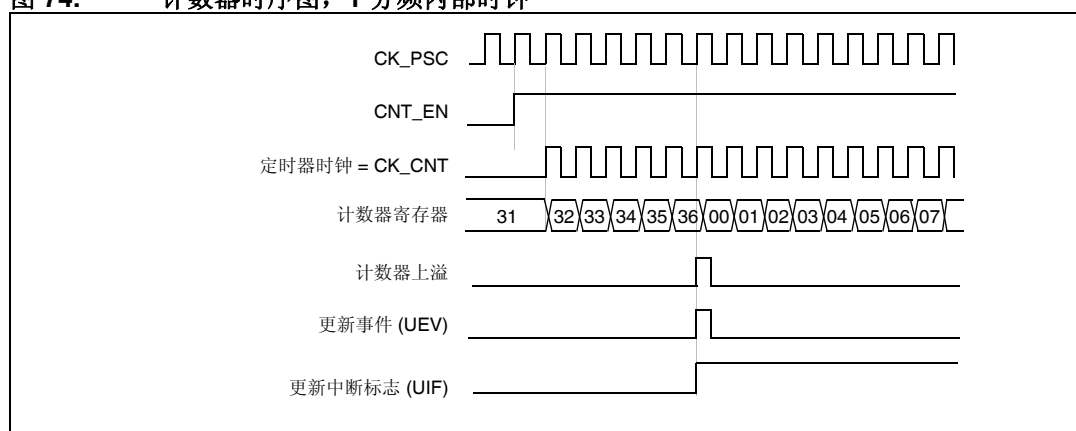 图 74. 计数器时序图，1 分频内部时钟
CK_PSC
CNT_EN
定时器时钟 = CK_CNT
计数器寄存器 31 32 33 34 35 36 00 01 02 03 04 05 06 07
计数器上溢
更新事件 (UEV)
更新中断标志 (UIF)